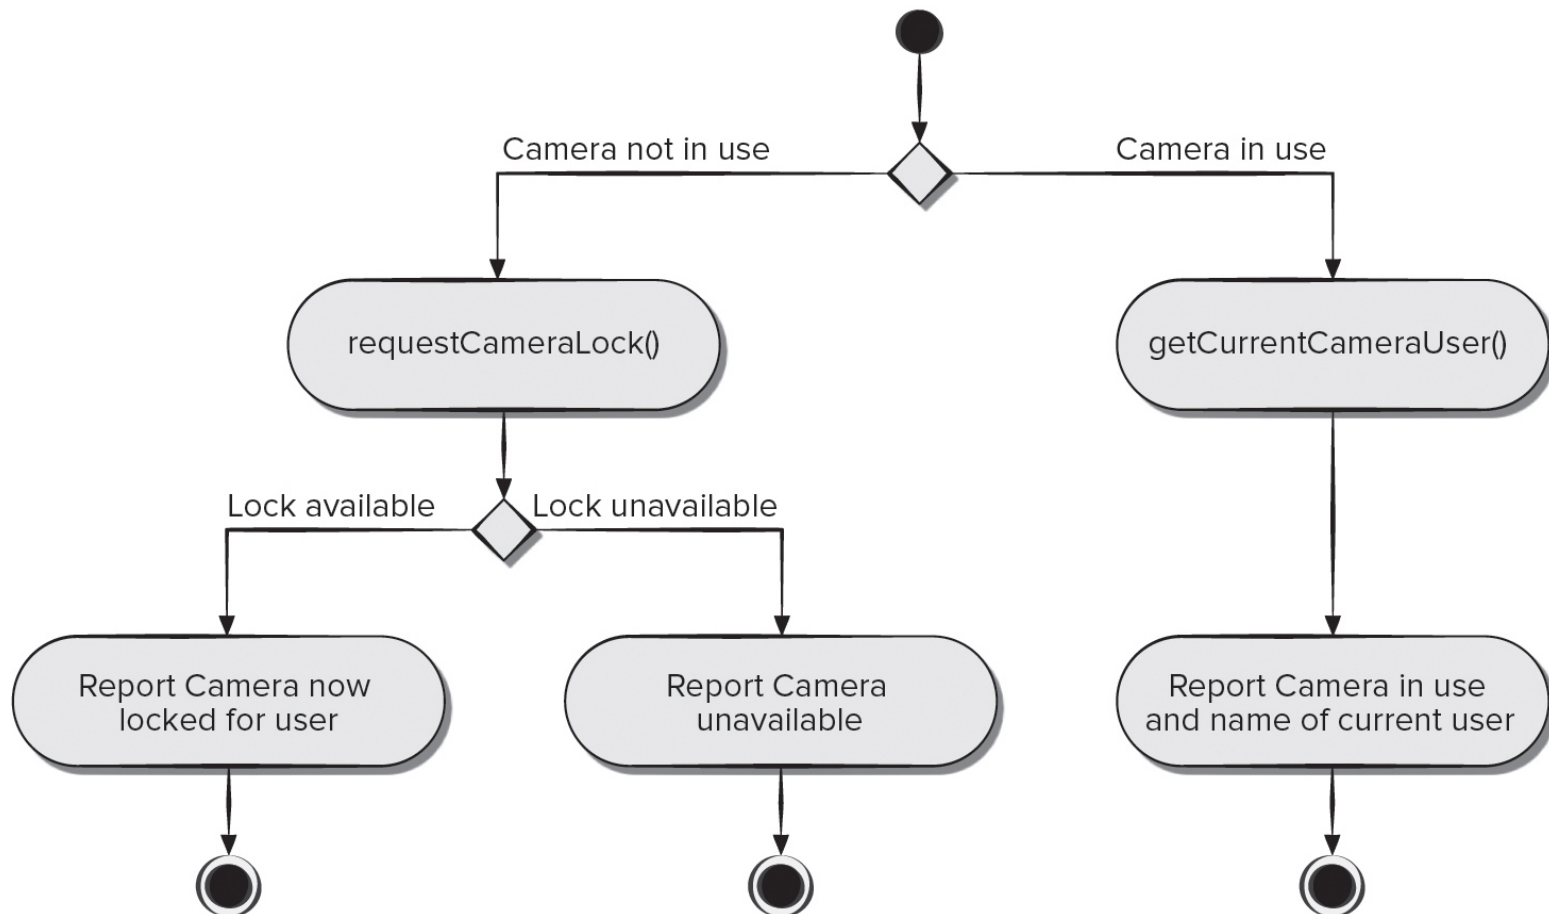 Camera not in use
Camera in use
requestCameraLock()
getCurrentCameraUser()
Lock available
Lock unavailable
Report Camera now
locked for user
Report Camera
unavailable
Report Camera in use
and name of current user